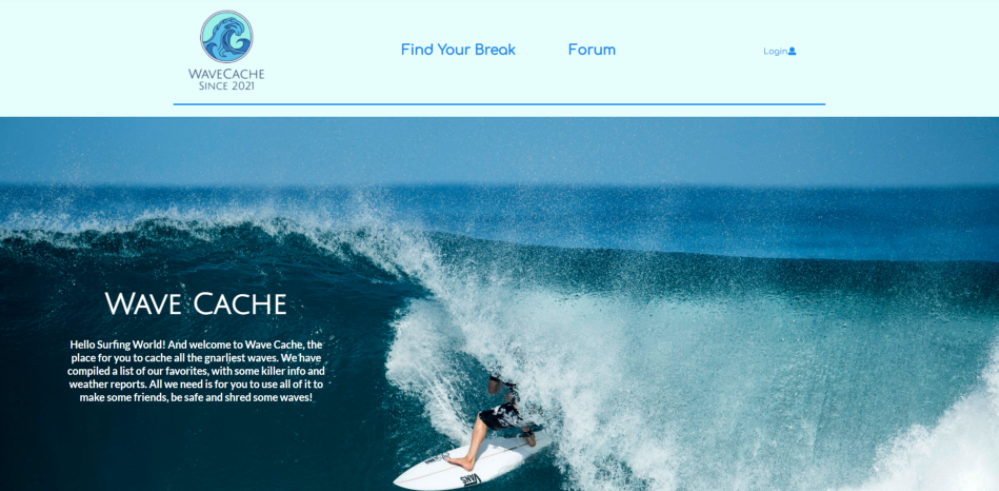 WaveCache
Since 2021
Find Your Break
Forum
Login
Wave Cache
Hello Surfing World! And welcome to Wave Cache, the
place for you to cache all the gnarliest waves. We have
compiled a list of our favorites, with some killer info and
weather reports. All we need is for you to use all of it to
make some friends, be safe and shred some waves!